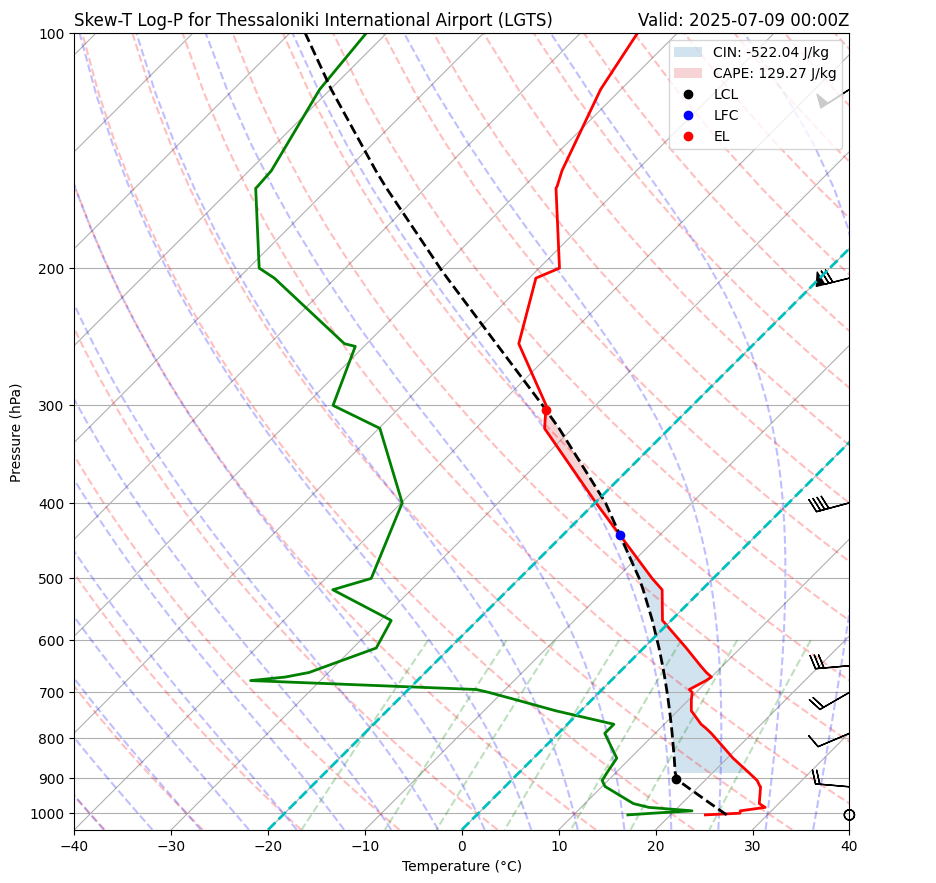 Skew-T Log-P for Thessaloniki International Airport (LGTS)
Valid: 2025-07-09 00:00Z
CIN: -522.04 J/kg
CAPE: 129.27 J/kg
LCL
LFC
EL
Pressure (hPa)
100
200
300
400
500
600
700
800
900
1000
−40
−30
−20
−10
0
10
20
30
40
Temperature (°C)